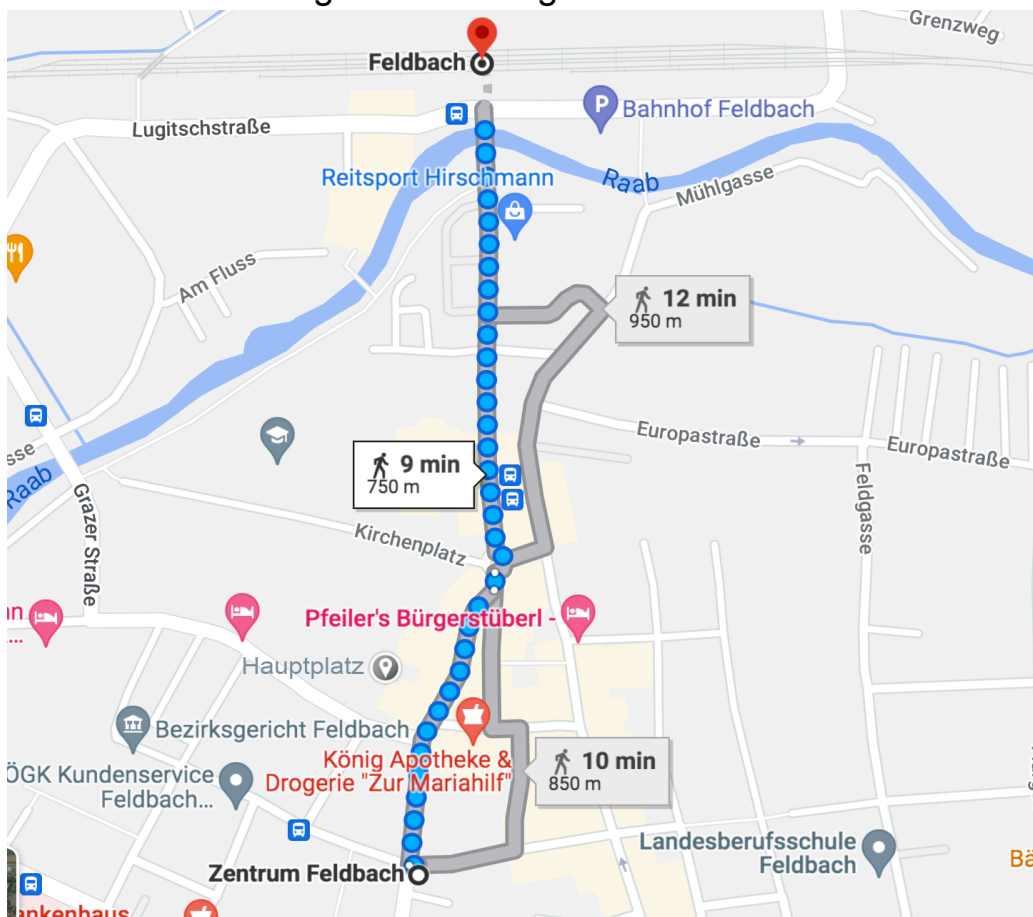 Grenzweg
Feldbach
Lugitschstraße
Bahnhof Feldbach
Reitsport Hirschmann
Raab
Mühlgasse
Am Fluss
12 min
950 m
Europastraße
Europastraße
9 min
750 m
sse
Raab
Grazer Straße
Feldgasse
Kirchenplatz
Pfeiler's Bürgerstüberl -
Hauptplatz
Bezirksgericht Feldbach
König Apotheke &
Drogerie "Zur Mariahilf"
10 min
850 m
ÖGK Kundenservice
Feldbach...
Landesberufsschule
Feldbach
Zentrum Feldbach
ankenhaus